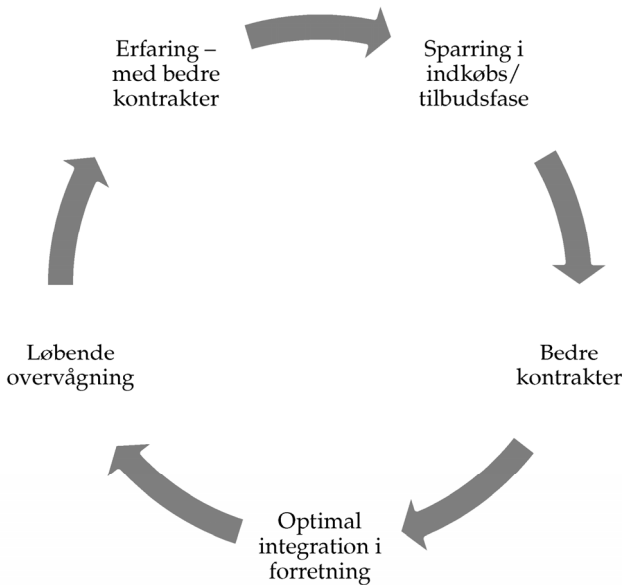 Erfaring –
med bedre
kontrakter
Sparring i
indkøbs/
tilbudsfase
Bedre
kontrakter
Optimal
integration i
forretning
Løbende
overvågning